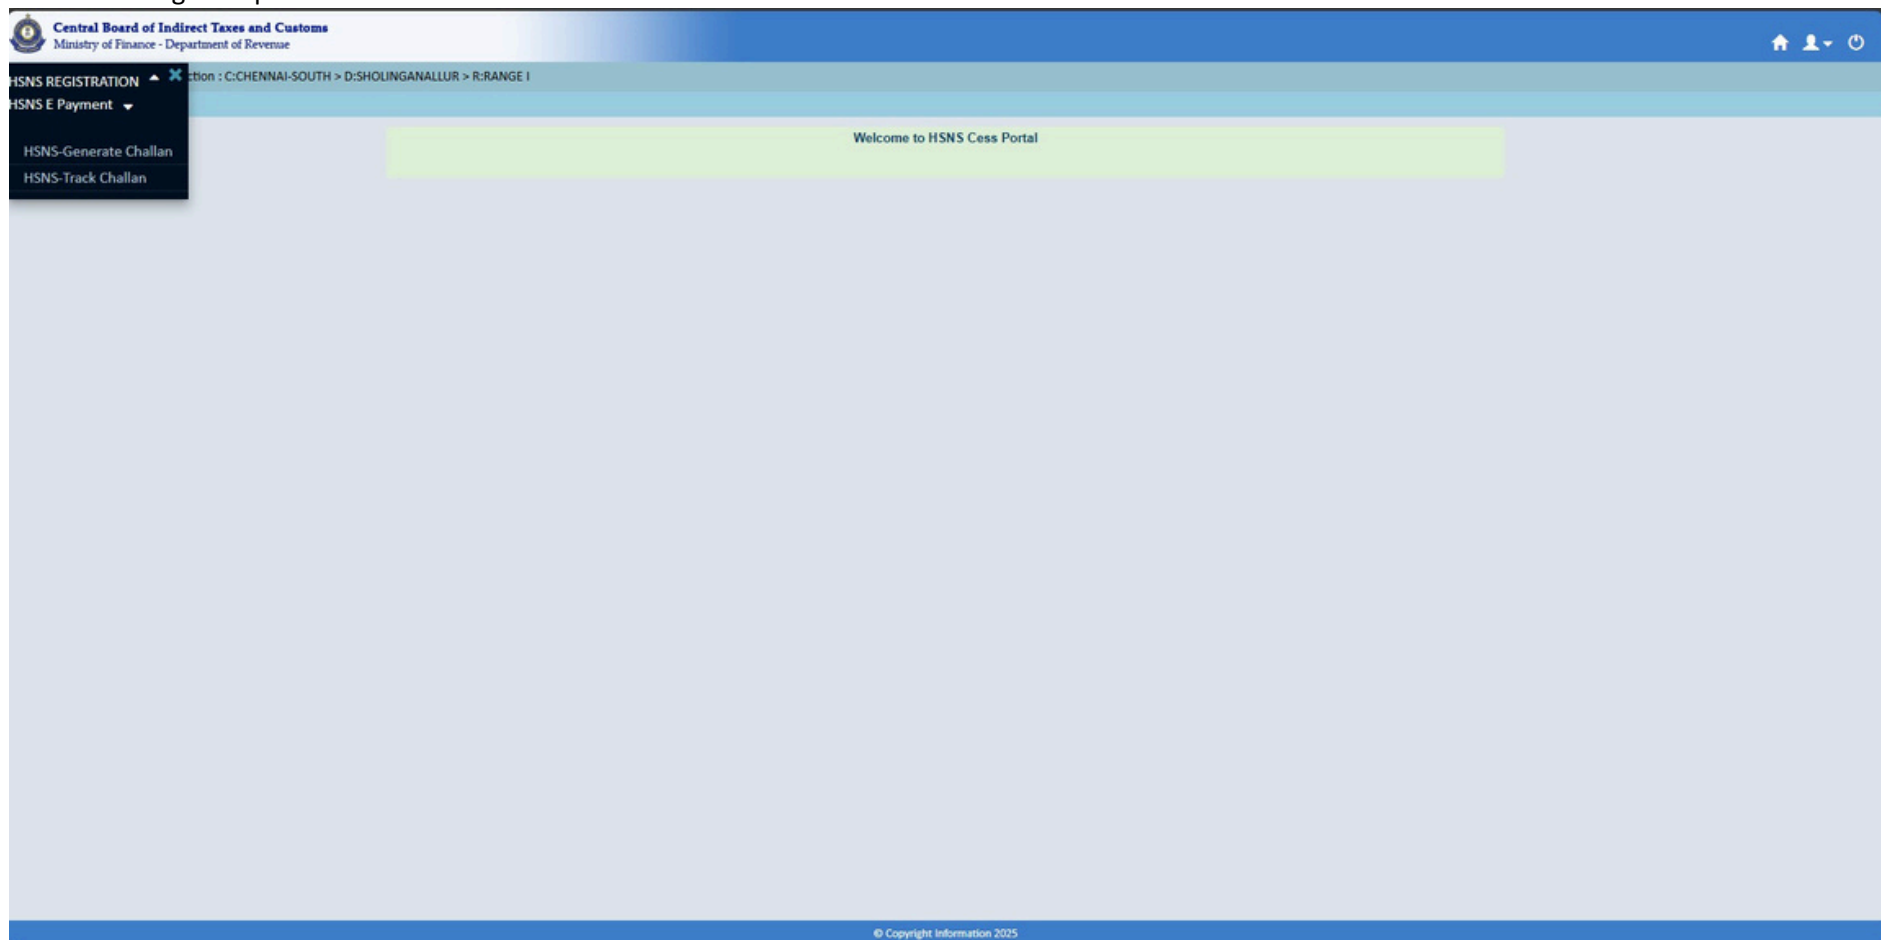 Central Board of Indirect Taxes and Customs
Ministry of Finance - Department of Revenue
HSNS REGISTRATION
ction : C:CHENNAI-SOUTH > D:SHOLINGANALLUR > R:RANGE I
HSNS E Payment
HSNS-Generate Challan
HSNS-Track Challan
Welcome to HSNS Cess Portal
© Copyright Information 2025